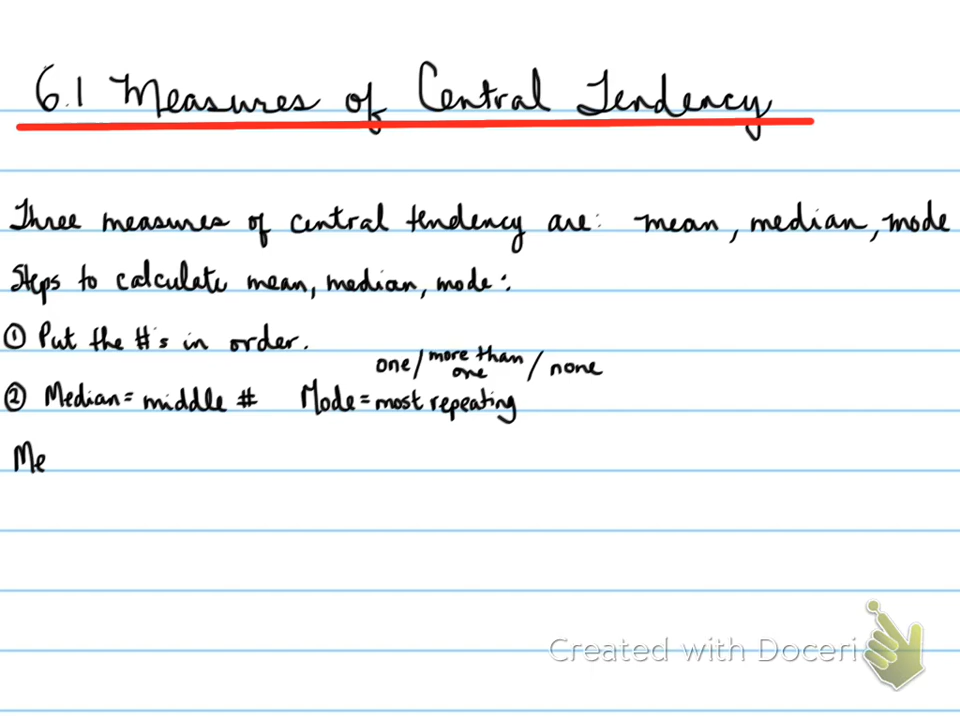 6.1 Measures of Central Tendency
Three measures of central tendency are: mean, median, mode
Steps to calculate mean, median, mode:
① Put the #'s in order.
one / more than one / none
② Median = middle # Mode = most repeating
Me
Created with Doceri